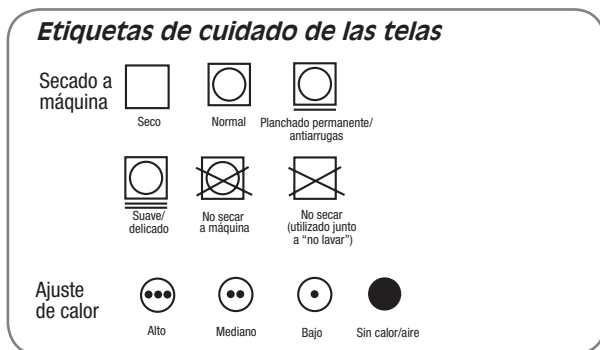 Etiquetas de cuidado de las telas
Secado a
máquina
Seco
Normal
Planchado permanente/
antiarrugas
Suave/
delicado
No secar
a máquina
No secar
(utilizado junto
a “no lavar”)
Ajuste
de calor
Alto
Mediano
Bajo
Sin calor/aire